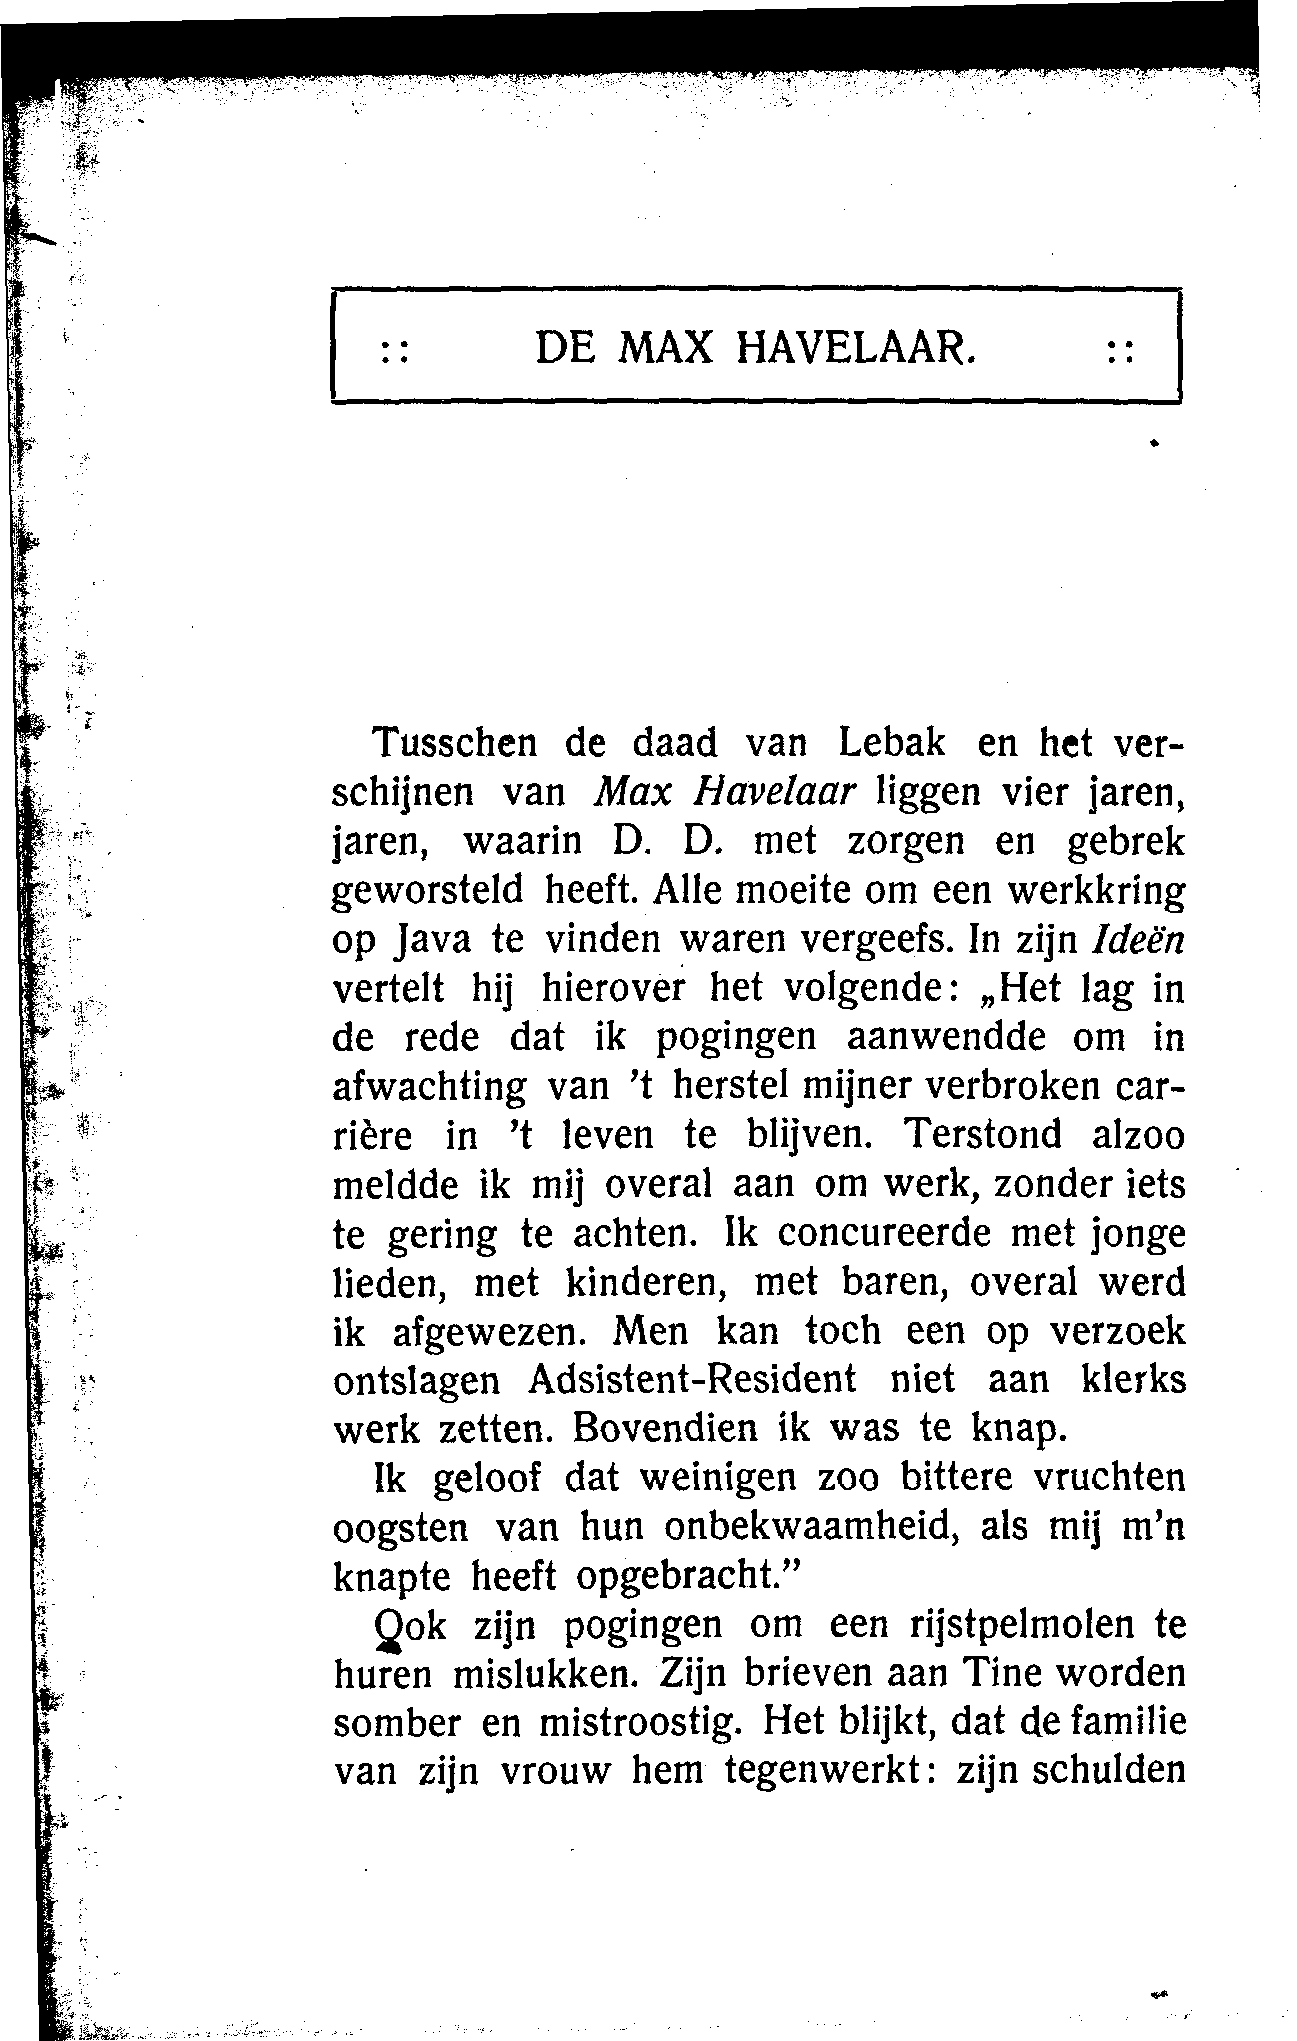 :: DE MAX HAVELAAR. ::
Tusschen de daad van Lebak en het ver-
schijnen van Max Havelaar liggen vier jaren,
jaren, waarin D. D. met zorgen en gebrek
geworsteld heeft. Alle moeite om een werkkring
op Java te vinden waren vergeefs. In zijn Ideën
vertelt hij hierover het volgende: „Het lag in
de rede dat ik pogingen aanwendde om in
afwachting van 't herstel mijner verbroken car-
rière in 't leven te blijven. Terstond alzoo
meldde ik mij overal aan om werk, zonder iets
te gering te achten. Ik concureerde met jonge
lieden, met kinderen, met baren, overal werd
ik afgewezen. Men kan toch een op verzoek
ontslagen Adsistent-Resident niet aan klerks
werk zetten. Bovendien ik was te knap.
Ik geloof dat weinigen zoo bittere vruchten
oogsten van hun onbekwaamheid, als mij m'n
knapte heeft opgebracht.”
Ook zijn pogingen om een rijstpelmolen te
huren mislukken. Zijn brieven aan Tine worden
somber en mistroostig. Het blijkt, dat de familie
van zijn vrouw hem tegenwerkt: zijn schulden